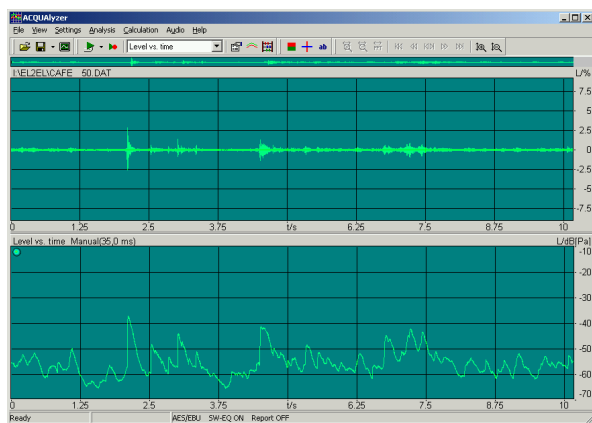 ACQUAlyzer
File View Settings Analysis Calculation Audio Help
Level vs. time
ab
I:\EL2EL\CAFE 50.DAT L/%
7.5
5
2.5
0
-2.5
-5
-7.5
0 1.25 2.5 3.75 t/s 6.25 7.5 8.75 10
Level vs. time Manual(35,0 ms) L/dB[Pa]
-10
-20
-30
-40
-50
-60
-70
0 1.25 2.5 3.75 t/s 6.25 7.5 8.75 10
Ready AES/EBU SW-EQ ON Report OFF